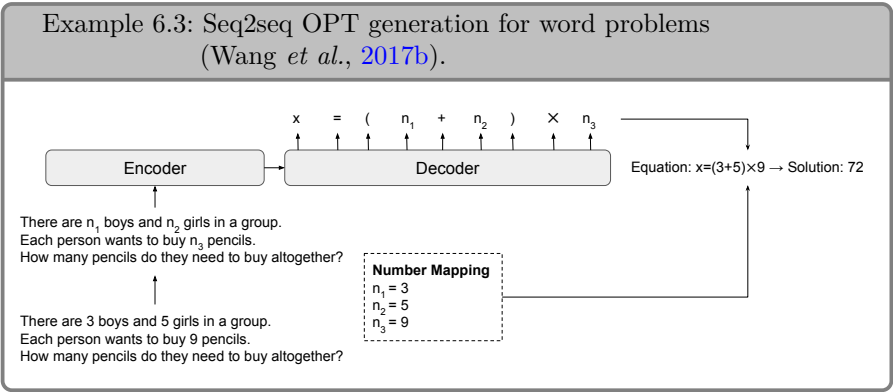 Example 6.3: Seq2seq OPT generation for word problems
(Wang et al., 2017b).
x = ( n₁ + n₂ ) × n₃
Encoder
Decoder
Equation: x=(3+5)×9 → Solution: 72
There are n₁ boys and n₂ girls in a group.
Each person wants to buy n₃ pencils.
How many pencils do they need to buy altogether?
Number Mapping
n₁ = 3
n₂ = 5
n₃ = 9
There are 3 boys and 5 girls in a group.
Each person wants to buy 9 pencils.
How many pencils do they need to buy altogether?